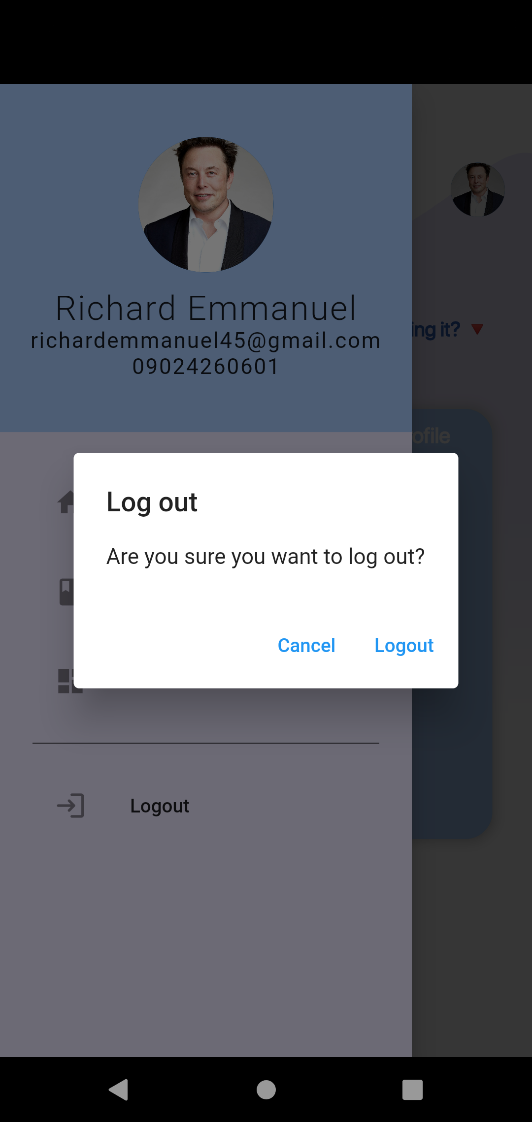 Richard Emmanuel
richardemmanuel45@gmail.com
09024260601
it?
Log out
Are you sure you want to log out?
Cancel
Logout
Logout